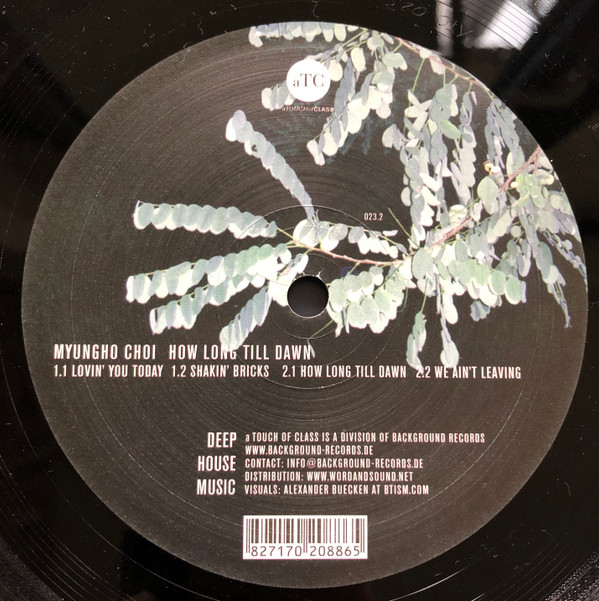 aTC
aTOUCHofCLASS
023.2
MYUNGHO CHOI HOW LONG TILL DAWN
1.1 LOVIN' YOU TODAY 1.2 SHAKIN' BRICKS 2.1 HOW LONG TILL DAWN 2.2 WE AIN'T LEAVING
DEEP a TOUCH OF CLASS IS A DIVISION OF BACKGROUND RECORDS
WWW.BACKGROUND-RECORDS.DE
HOUSE CONTACT: INFO@BACKGROUND-RECORDS.DE
DISTRIBUTION: WWW.WORDANDSOUND.NET
MUSIC VISUALS: ALEXANDER BUECKEN AT BTISM.COM
827170 208865